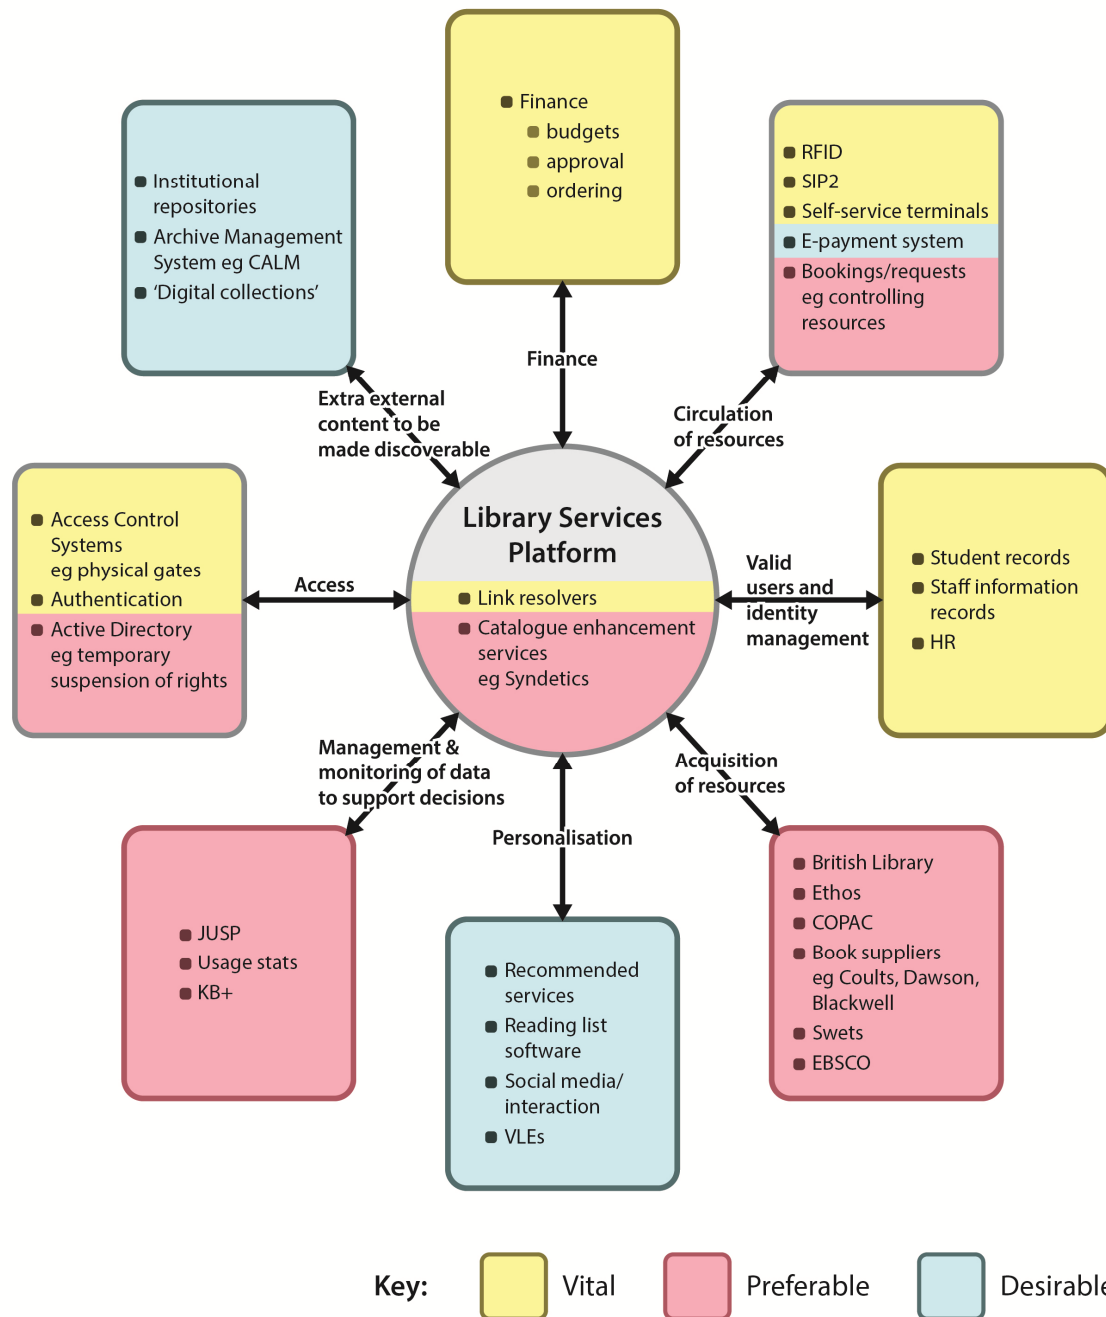 Finance
budgets
approval
ordering
Institutional
repositories
Archive Management
System eg CALM
‘Digital collections’
RFID
SIP2
Self-service terminals
E-payment system
Bookings/requests
eg controlling
resources
Finance
Extra external
content to be
made discoverable
Circulation
of resources
Library Services
Platform
Link resolvers
Catalogue enhancement
services
eg Syndetics
Access Control
Systems
eg physical gates
Authentication
Active Directory
eg temporary
suspension of rights
Access
Valid
users and
identity
management
Student records
Staff information
records
HR
Management &
monitoring of data
to support decisions
Personalisation
Acquisition
of resources
JUSP
Usage stats
KB+
Recommended
services
Reading list
software
Social media/
interaction
VLEs
British Library
Ethos
COPAC
Book suppliers
eg Coults, Dawson,
Blackwell
Swets
EBSCO
Key: Vital Preferable Desirable